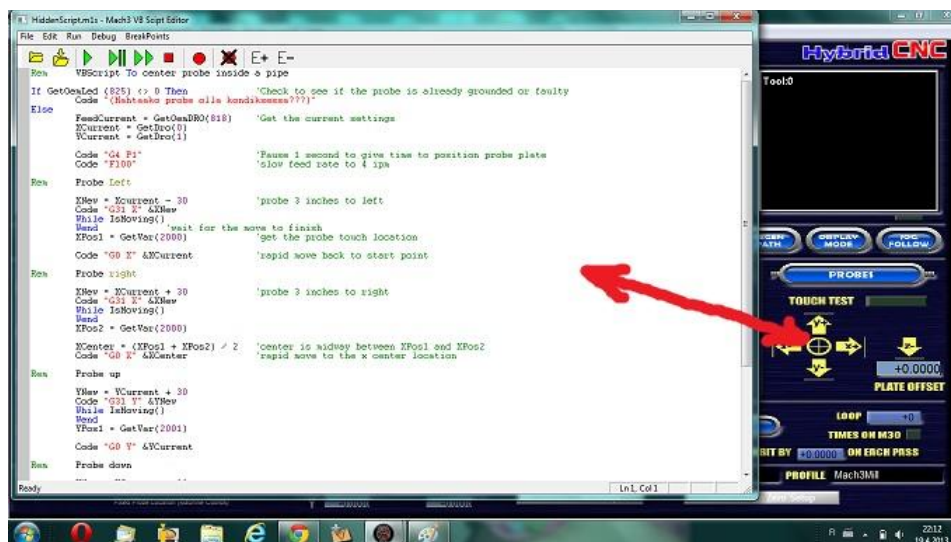 HiddenScript.m1s - Mach3 VB Scipt Editor
File Edit Run Debug BreakPoints
E+ E-
Rem VBScript To center probe inside a pipe
If GetOemLed (825) <> 0 Then 'Check to see if the probe is already grounded or faulty
Code "(Nahtaako probe olla kondikeessa???)"
Else
FeedCurrent = GetOemDRO(818) 'Get the current settings
XCurrent = GetDro(0)
YCurrent = GetDro(1)
Code "G4 P1" 'Pause 1 second to give time to position probe plate
Code "F100" 'slow feed rate to 4 ipm
Rem Probe Left
XNew = Xcurrent - 30 'probe 3 inches to left
Code "G31 X" &XNew
While IsMoving()
Wend 'wait for the move to finish
XPos1 = GetVar(2000) 'get the probe touch location
Code "G0 X" &XCurrent 'rapid move back to start point
Rem Probe right
XNew = XCurrent + 30 'probe 3 inches to right
Code "G31 X" &XNew
While IsMoving()
Wend
XPos2 = GetVar(2000)
XCenter = (XPos1 + XPos2) / 2 'center is midway between XPos1 and XPos2
Code "G0 X" &XCenter 'rapid move to the x center location
Rem Probe up
YNew = YCurrent + 30
Code "G31 Y" &YNew
While IsMoving()
Wend
YPos1 = GetVar(2001)
Code "G0 Y" &YCurrent
Rem Probe down
Ready Ln 1, Col 1
Hybrid CNC
Tool:0
DISPLAY MODE
JOG FOLLOW
PATH
PROBES
TOUCH TEST
Y+
X+
Z-
Y-
+0.0000
PLATE OFFSET
LOOP +0
TIMES ON M30
BIT BY +0.0000 ON EACH PASS
PROFILE Mach3Mill
22:12
19.4.2013